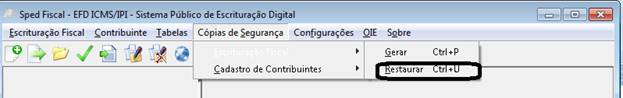 Sped Fiscal - EFD ICMS/IPI - Sistema Público de Escrituração Digital
Escrituração Fiscal Contribuinte Tabelas Cópias de Segurança Configurações OIE Sobre
Escrituração Fiscal Gerar Ctrl+P
Cadastro de Contribuintes Restaurar Ctrl+U